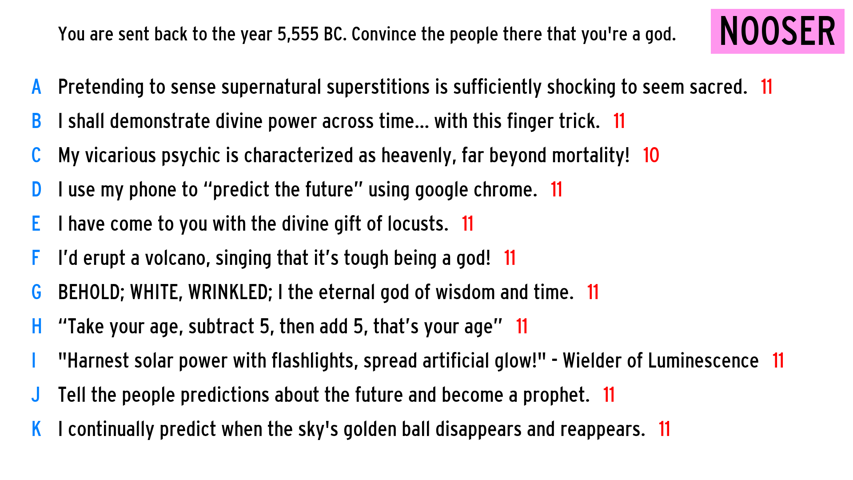 You are sent back to the year 5,555 BC. Convince the people there that you're a god.
NOOSER
A Pretending to sense supernatural superstitions is sufficiently shocking to seem sacred. 11
B I shall demonstrate divine power across time... with this finger trick. 11
C My vicarious psychic is characterized as heavenly, far beyond mortality! 10
D I use my phone to “predict the future” using google chrome. 11
E I have come to you with the divine gift of locusts. 11
F I’d erupt a volcano, singing that it’s tough being a god! 11
G BEHOLD; WHITE, WRINKLED; I the eternal god of wisdom and time. 11
H “Take your age, subtract 5, then add 5, that’s your age” 11
I "Harnest solar power with flashlights, spread artificial glow!" - Wielder of Luminescence 11
J Tell the people predictions about the future and become a prophet. 11
K I continually predict when the sky's golden ball disappears and reappears. 11